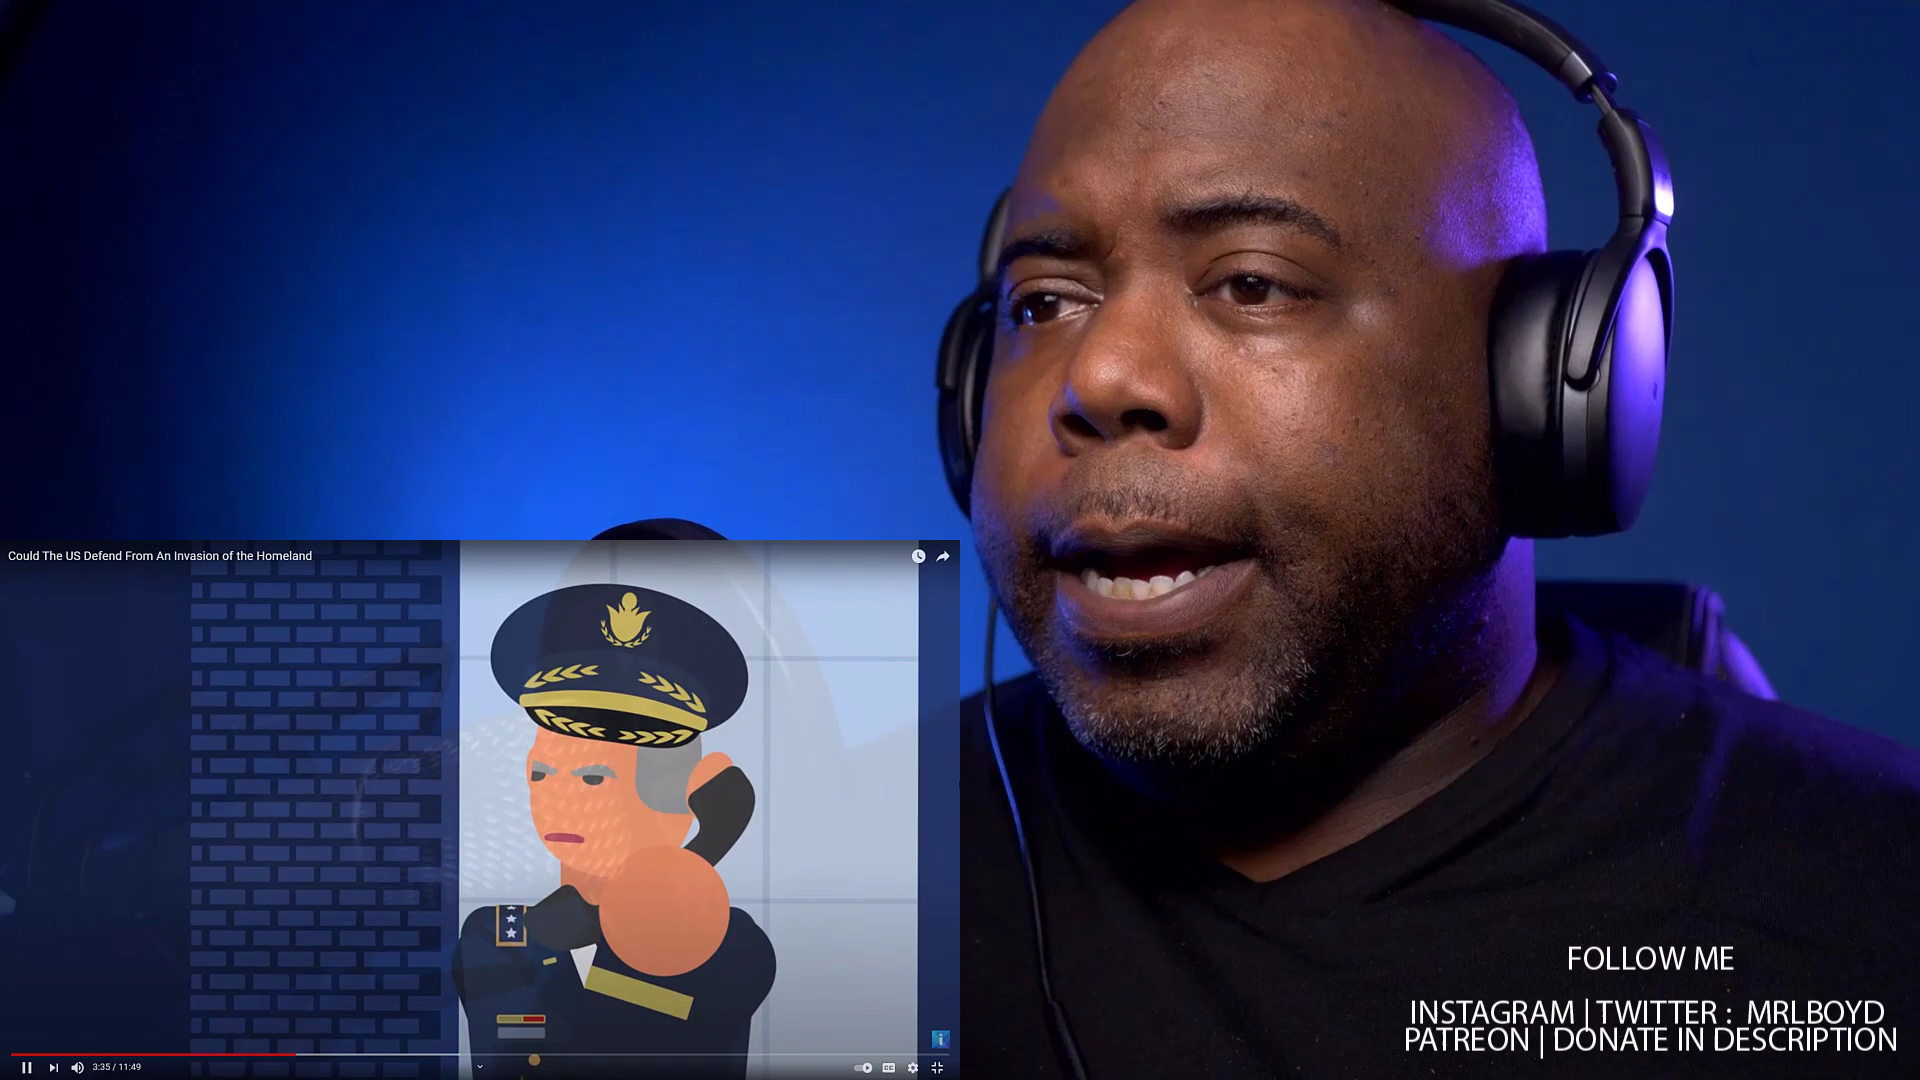 Could The US Defend From An Invasion of the Homeland
3:35 / 11:49
CC
FOLLOW ME
INSTAGRAM | TWITTER : MRLBOYD
PATREON | DONATE IN DESCRIPTION